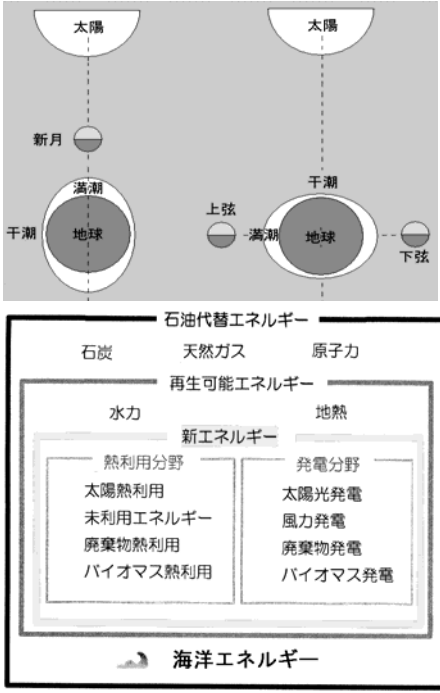 太陽
新月
満潮
干潮
地球
太陽
干潮
上弦
満潮
地球
下弦
石油代替エネルギー
石炭 天然ガス 原子力
再生可能エネルギー
水力 地熱
新エネルギー
熱利用分野
太陽熱利用
未利用エネルギー
廃棄物熱利用
バイオマス熱利用
発電分野
太陽光発電
風力発電
廃棄物発電
バイオマス発電
海洋エネルギー